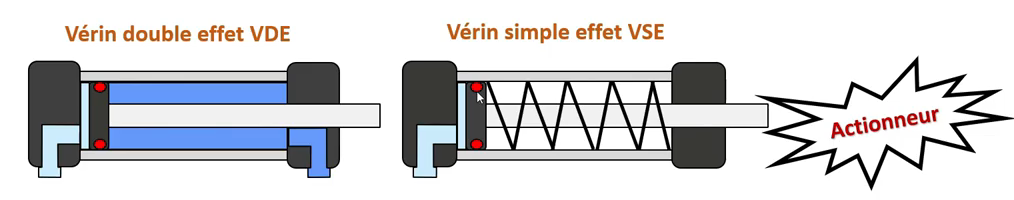 Vérin double effet VDE
Vérin simple effet VSE
Actionneur